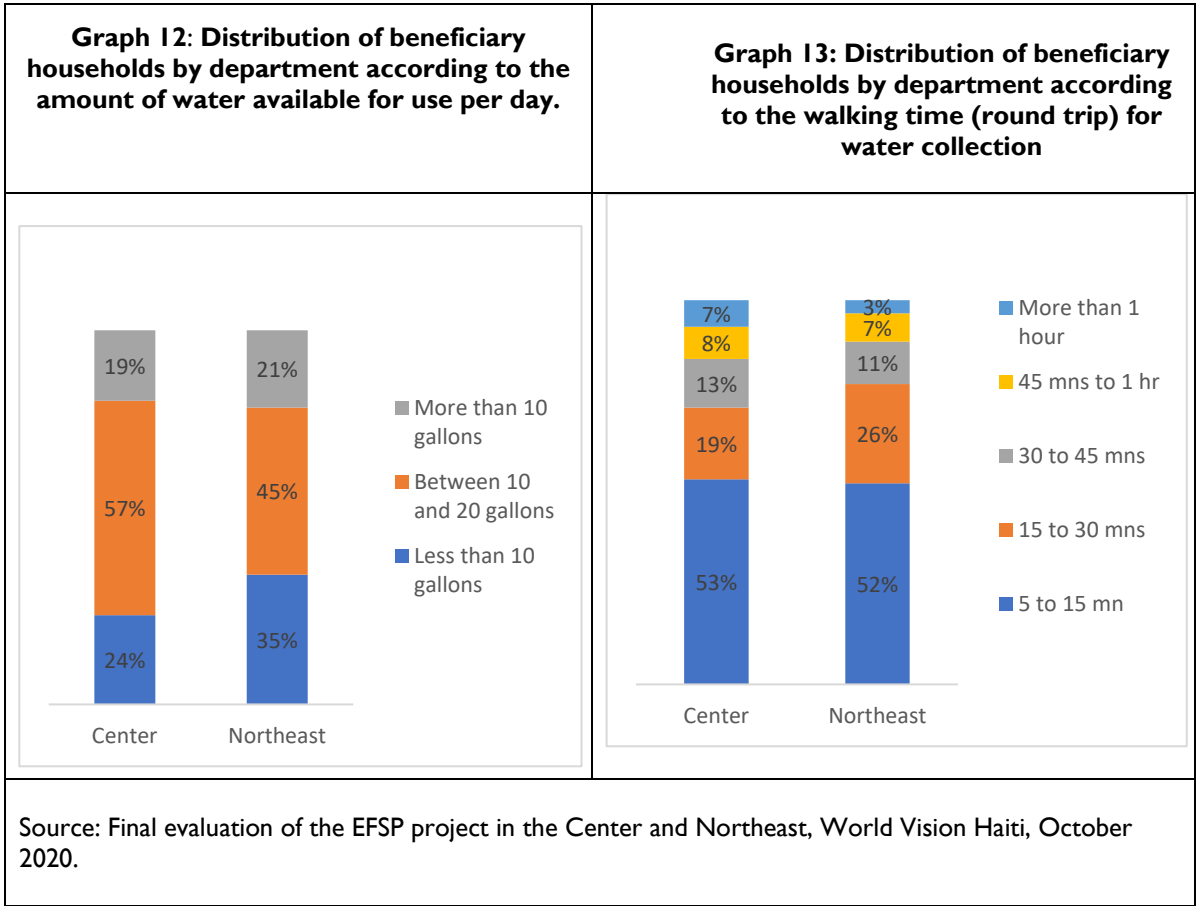 Graph 12: Distribution of beneficiary
households by department according to the
amount of water available for use per day.
Graph 13: Distribution of beneficiary
households by department according
to the walking time (round trip) for
water collection
19%
21%
57%
45%
24%
35%
Center
Northeast
More than 10
gallons
Between 10
and 20 gallons
Less than 10
gallons
7%
3%
8%
7%
13%
11%
19%
26%
53%
52%
Center
Northeast
More than 1
hour
45 mns to 1 hr
30 to 45 mns
15 to 30 mns
5 to 15 mn
Source: Final evaluation of the EFSP project in the Center and Northeast, World Vision Haiti, October
2020.